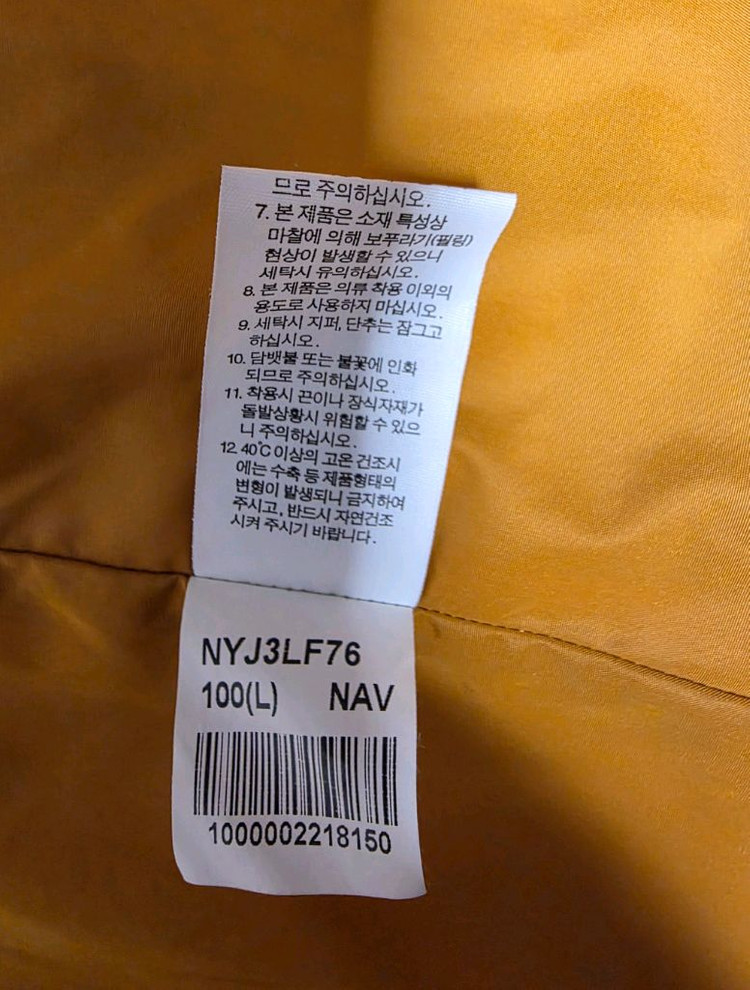 므로 주의하십시오.
7. 본 제품은 소재 특성상
마찰에 의해 보푸라기(필링)
현상이 발생할 수 있으니
세탁시 유의하십시오.
8. 본 제품은 의류 착용 이외의
용도로 사용하지 마십시오.
9. 세탁시 지퍼, 단추는 잠그고
하십시오.
10. 담뱃불 또는 불꽃에 인화
되므로 주의하십시오.
11. 착용시 끈이나 장식자재가
돌발상황시 위험할 수 있으
니 주의하십시오.
12. 40℃ 이상의 고온 건조시
에는 수축 등 제품형태의
변형이 발생되니 금지하여
주시고, 반드시 자연건조
시켜 주시기 바랍니다.
NYJ3LF76
100(L) NAV
1000002218150